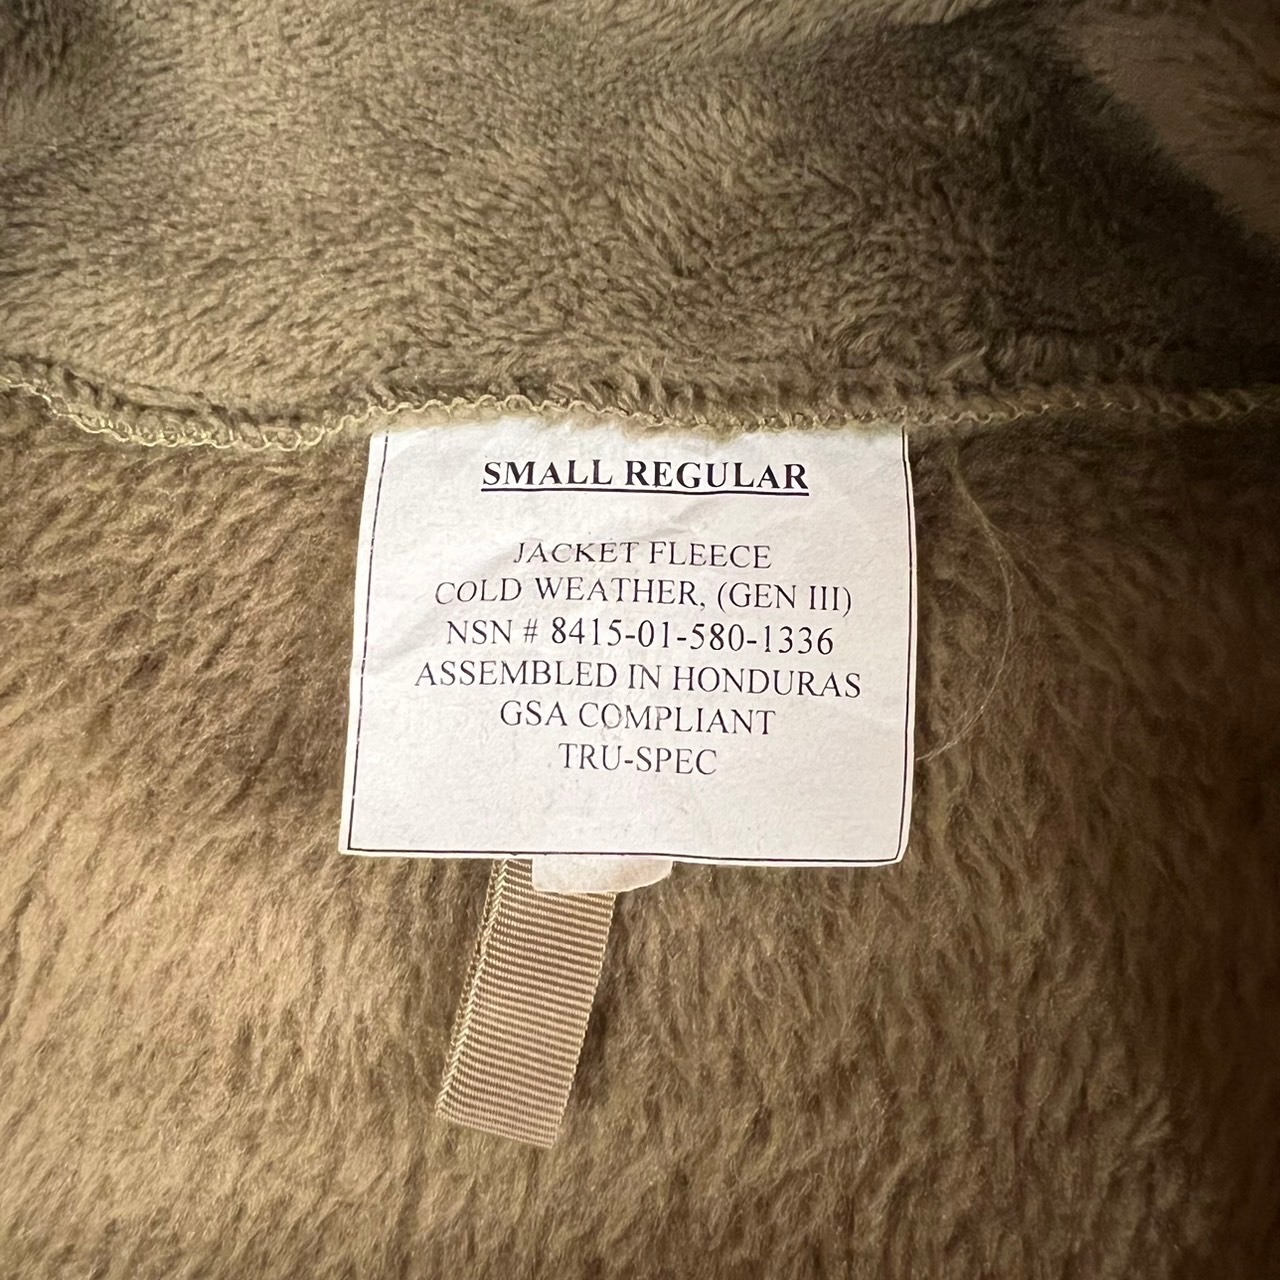 SMALL REGULAR
JACKET FLEECE
COLD WEATHER, (GEN III)
NSN # 8415-01-580-1336
ASSEMBLED IN HONDURAS
GSA COMPLIANT
TRU-SPEC